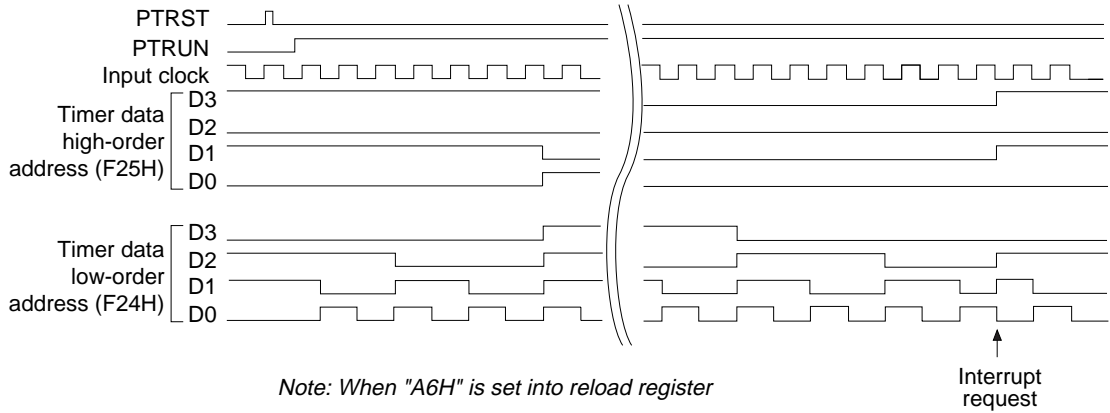 PTRST
PTRUN
Input clock
Timer data
high-order
address (F25H)
D3
D2
D1
D0
Timer data
low-order
address (F24H)
D3
D2
D1
D0
Note: When "A6H" is set into reload register
Interrupt
request